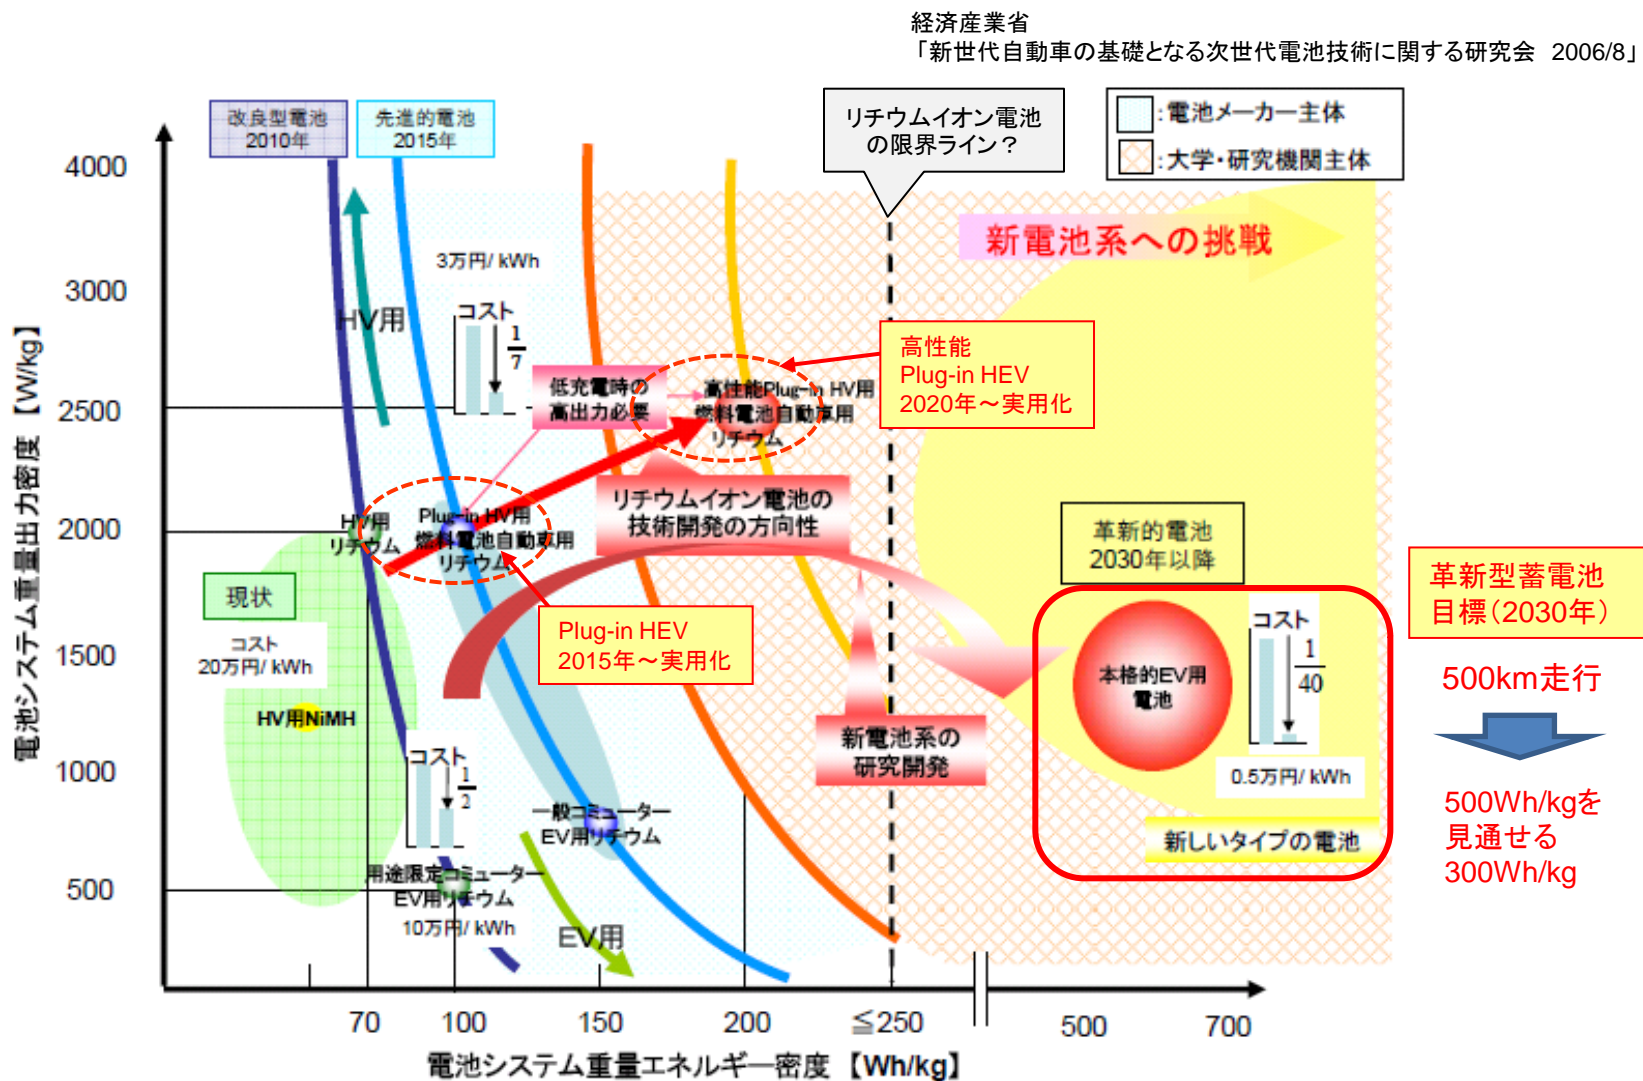 経済産業省
「新世代自動車の基礎となる次世代電池技術に関する研究会 2006/8」
改良型電池
2010年
先進的電池
2015年
リチウムイオン電池
の限界ライン？
:電池メーカー主体
:大学・研究機関主体
電池システム重量出力密度 【W/kg】
4000
3000
2500
2000
1500
1000
500
新電池系への挑戦
3万円/ kWh
HV用
コスト
1
7
低充電時の
高出力必要
高性能Plug-in HV用
燃料電池自動車用
リチウム
高性能
Plug-in HEV
2020年～実用化
リチウムイオン電池の
技術開発の方向性
HV用
リチウム
Plug-in HV用
燃料電池自動車用
リチウム
革新的電池
2030年以降
現状
コスト
20万円/ kWh
HV用NiMH
Plug-in HEV
2015年～実用化
コスト
1
40
本格的EV用
電池
0.5万円/ kWh
新しいタイプの電池
革新型蓄電池
目標（2030年）
500km走行
500Wh/kgを
見通せる
300Wh/kg
新電池系の
研究開発
コスト
1
2
一般コミューター
EV用リチウム
用途限定コミューター
EV用リチウム
10万円/ kWh
EV用
70
100
150
200
≦250
500
700
電池システム重量エネルギー密度 【Wh/kg】